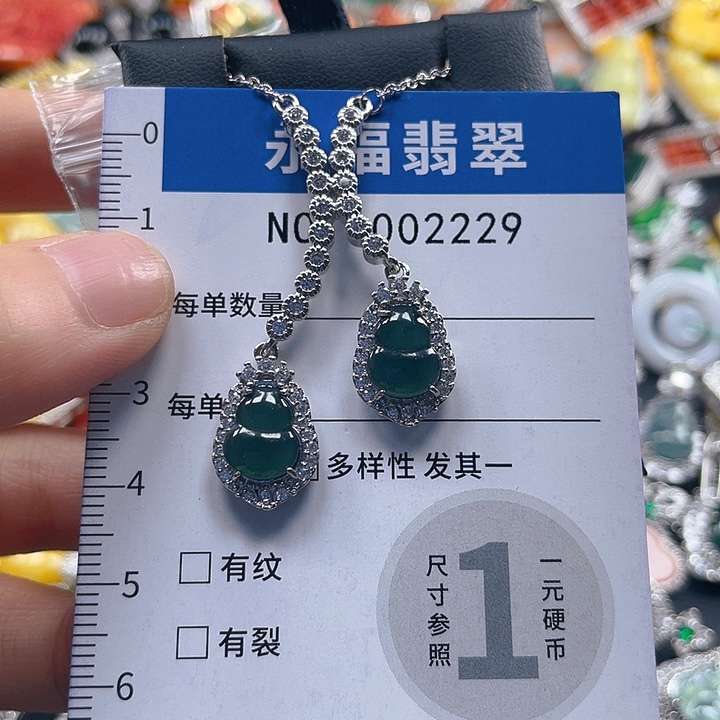 0
永福翡翠
1
NO 002229
每单数量
3
每单
多样性 发其一
4
有纹
5
有裂
6
尺寸参照
1
一元硬币